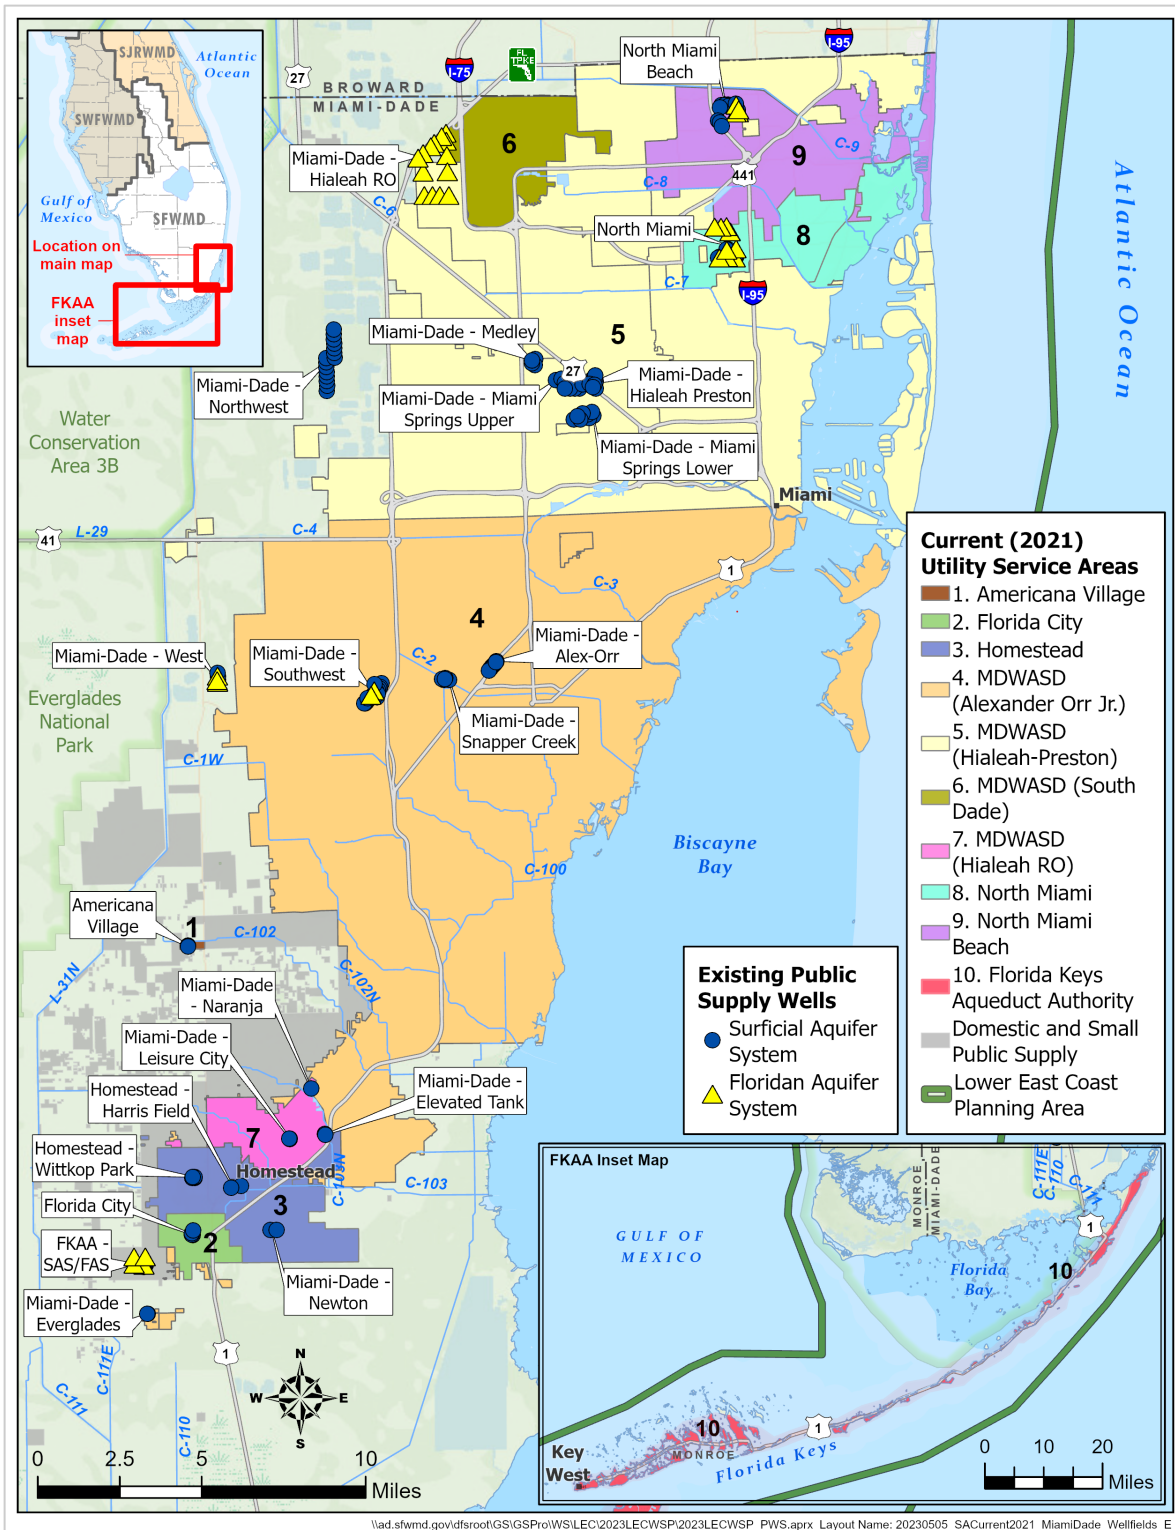 SJRWMD
Atlantic
Ocean
SWFWMD
Gulf of
Mexico
SFWMD
Location on
main map
FKAA
inset
map
27
I-75
FL
TPKE
North Miami
Beach
I-95
BROWARD
MIAMI-DADE
6
Miami-Dade -
Hialeah RO
9
C-9
441
C-8
C-6
North Miami
8
C-7
I-95
Atlantic Ocean
5
Miami-Dade - Medley
27
Miami-Dade -
Northwest
Miami-Dade - Miami
Springs Upper
Miami-Dade -
Hialeah Preston
Miami-Dade - Miami
Springs Lower
Water
Conservation
Area 3B
Miami
41
L-29
C-4
1
C-3
4
Miami-Dade -
Alex-Orr
Miami-Dade - West
Miami-Dade -
Southwest
C-2
Miami-Dade -
Snapper Creek
Everglades
National
Park
C-1W
Biscayne
Bay
C-100
Americana
Village
1
C-102
L-31N
C-102N
Miami-Dade
- Naranja
Miami-Dade -
Leisure City
Homestead -
Harris Field
Miami-Dade -
Elevated Tank
7
Homestead -
Wittkop Park
Homestead
C-103N
C-103
Florida City
3
2
FKAA -
SAS/FAS
Miami-Dade -
Newton
Miami-Dade -
Everglades
1
C-111E
C-111
C-110
N
W
E
S
0
2.5
5
10
Miles
Current (2021)
Utility Service Areas
1. Americana Village
2. Florida City
3. Homestead
4. MDWASD
(Alexander Orr Jr.)
5. MDWASD
(Hialeah-Preston)
6. MDWASD (South
Dade)
7. MDWASD
(Hialeah RO)
8. North Miami
9. North Miami
Beach
10. Florida Keys
Aqueduct Authority
Domestic and Small
Public Supply
Lower East Coast
Planning Area
Existing Public
Supply Wells
Surficial Aquifer
System
Floridan Aquifer
System
FKAA Inset Map
MONROE
MIAMI-DADE
C-111E
C-110
C-111
1
GULF OF
MEXICO
Florida
Bay
10
10
1
MONROE
Key
West
Florida Keys
0
10
20
Miles
\\ad.sfwmd.gov\dfsroot\GS\GSPro\WS\LEC\2023LECWSP\2023LECWSP_PWS.aprx Layout Name: 20230505_SACurrent2021_MiamiDade_Wellfields_E